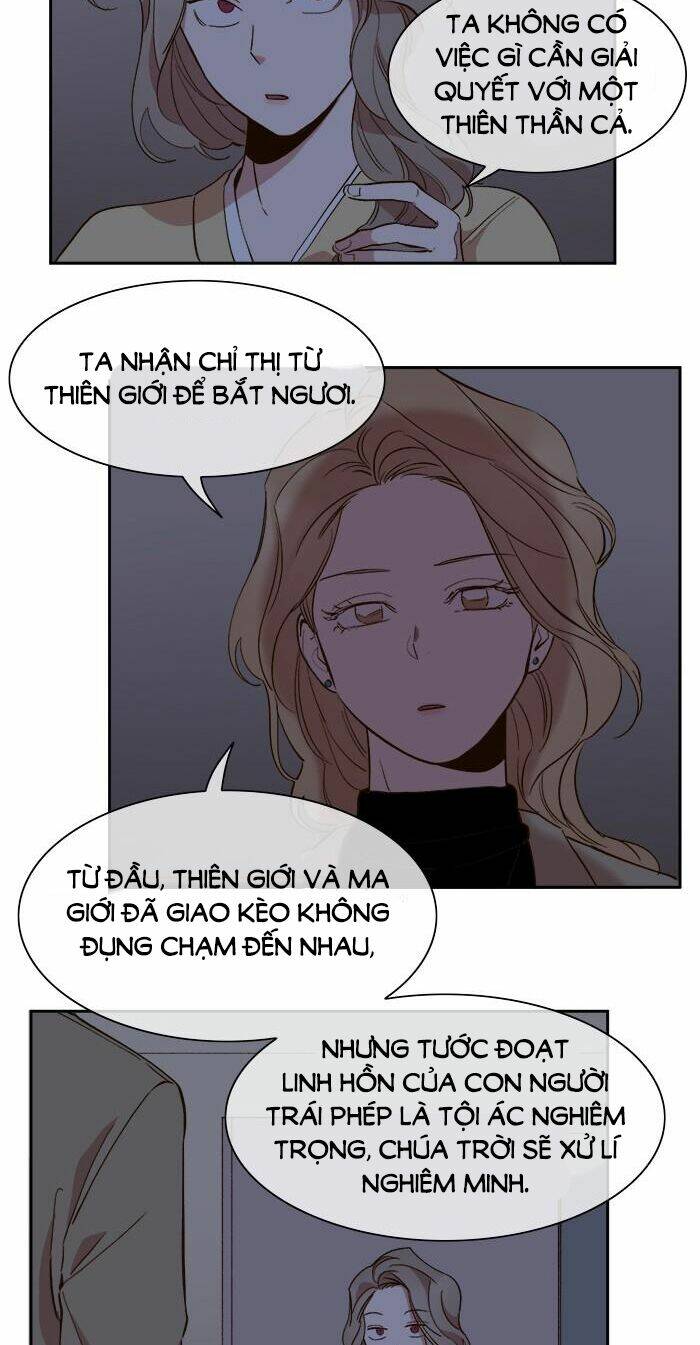 TA KHÔNG CÓ
VIỆC GÌ CẦN GIẢI
QUYẾT VỚI MỘT
THIÊN THẦN CẢ.
TA NHẬN CHỈ THỊ TỪ
THIÊN GIỚI ĐỂ BẮT NGƯƠI.
TỪ ĐẦU, THIÊN GIỚI VÀ MA
GIỚI ĐÃ GIAO KÈO KHÔNG
ĐỤNG CHẠM ĐẾN NHAU,
NHƯNG TƯỚC ĐOẠT
LINH HỒN CỦA CON NGƯỜI
TRÁI PHÉP LÀ TỘI ÁC NGHIÊM
TRỌNG, CHÚA TRỜI SẼ XỬ LÍ
NGHIÊM MINH.